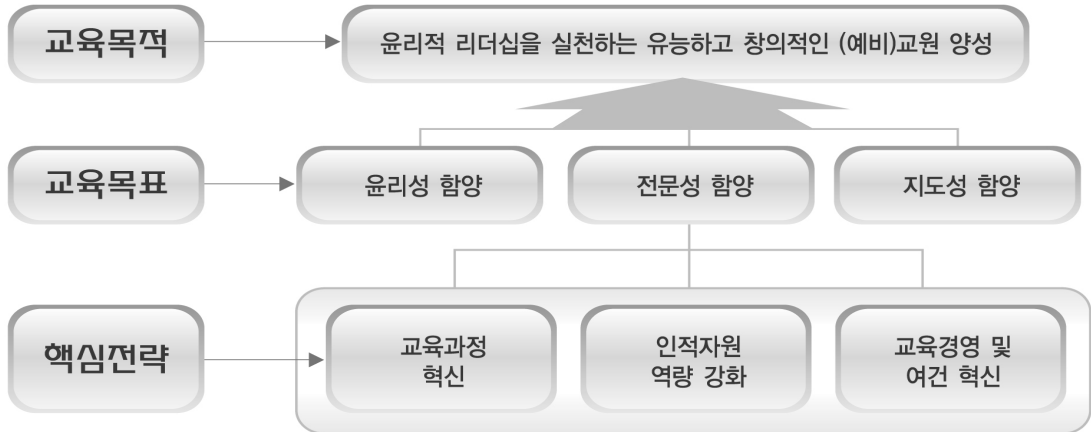 교육목적
윤리적 리더십을 실천하는 유능하고 창의적인 (예비)교원 양성
교육목표
윤리성 함양
전문성 함양
지도성 함양
핵심전략
교육과정
혁신
인적자원
역량 강화
교육경영 및
여건 혁신